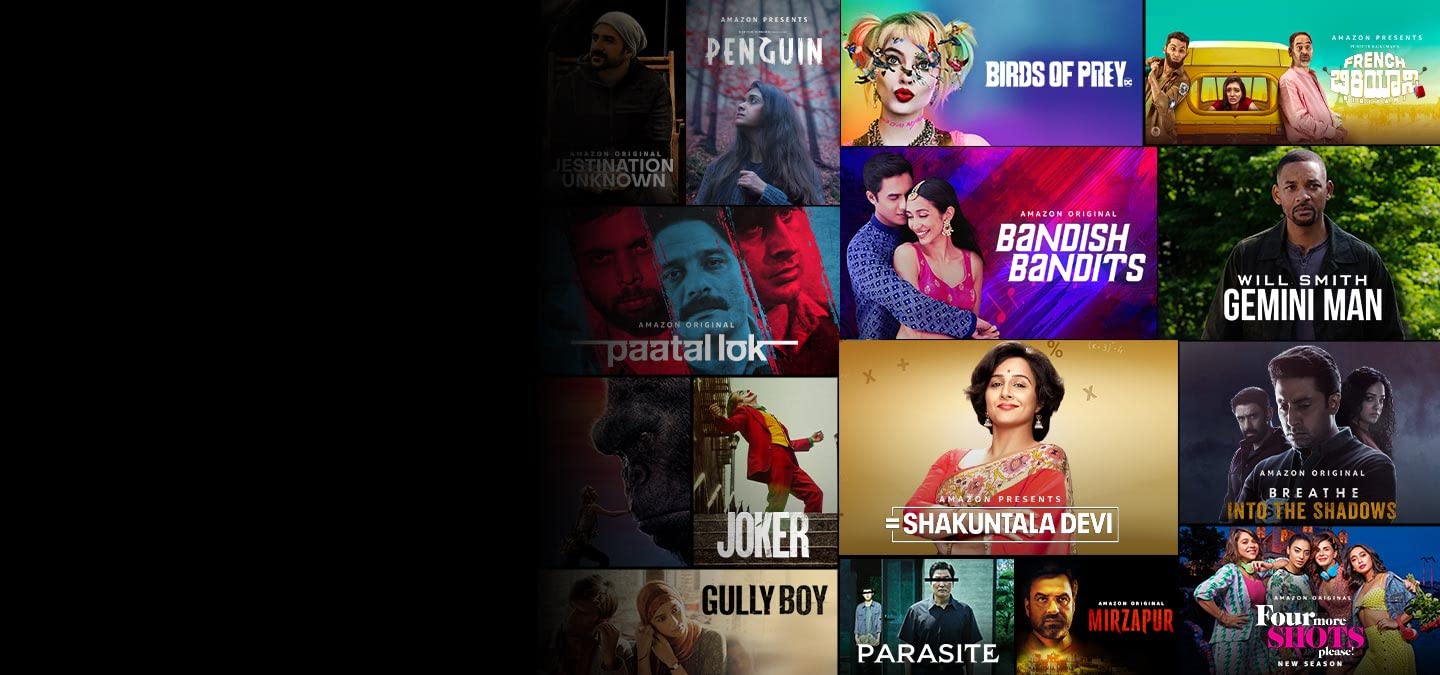 AMAZON ORIGINAL
DESTINATION
UNKNOWN
AMAZON PRESENTS
PENGUIN
BIRDS OF PREY
DC
AMAZON PRESENTS
FRENCH
ಬಿರಿಯಾನಿ
AMAZON ORIGINAL
paatal lok
AMAZON ORIGINAL
BANDISH
BANDITS
WILL SMITH
GEMINI MAN
JOKER
%
AMAZON PRESENTS
=SHAKUNTALA DEVI
AMAZON ORIGINAL
BREATHE
INTO THE SHADOWS
GULLY BOY
PARASITE
AMAZON ORIGINAL
MIRZAPUR
AMAZON ORIGINAL
Four more
SHOTS
please!
NEW SEASON